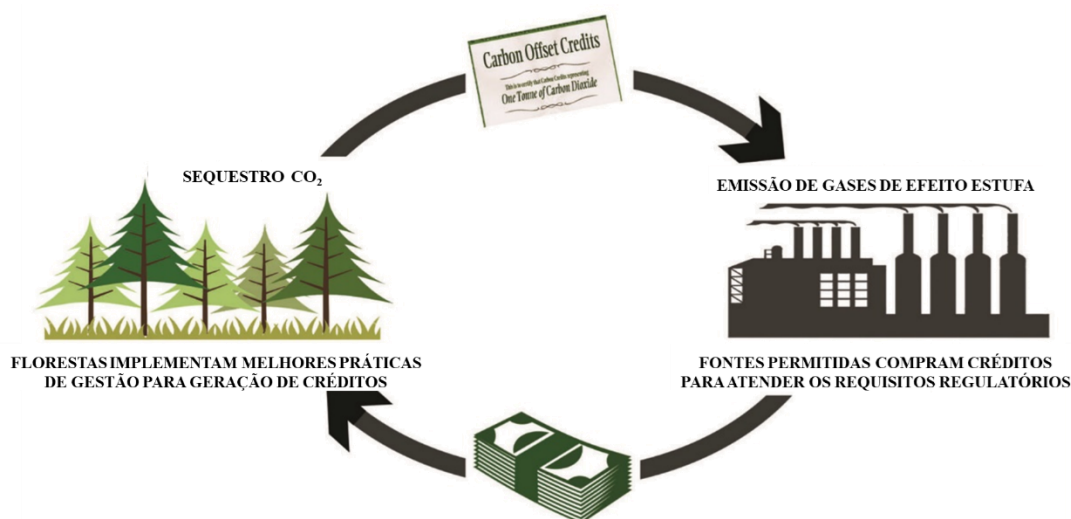 Carbon Offset Credits
This is to certify that Carbon Credits representing
One Tonne of Carbon Dioxide
SEQUESTRO CO₂
EMISSÃO DE GASES DE EFEITO ESTUFA
FLORESTAS IMPLEMENTAM MELHORES PRÁTICAS
DE GESTÃO PARA GERAÇÃO DE CRÉDITOS
FONTES PERMITIDAS COMPRAM CRÉDITOS
PARA ATENDER OS REQUISITOS REGULATÓRIOS